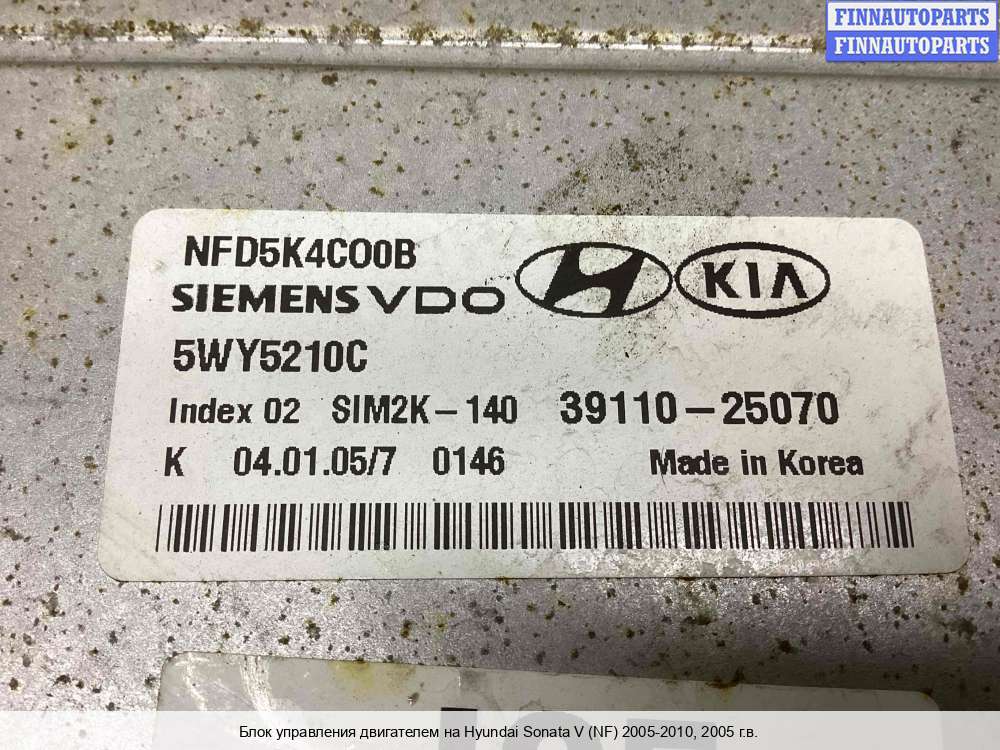 FINNAUTOPARTS
FINNAUTOPARTS
NFD5K4C00B
SIEMENS VDO KIA
5WY5210C
Index 02 SIM2K-140 39110-25070
K 04.01.05/7 0146 Made in Korea
Блок управления двигателем на Hyundai Sonata V (NF) 2005-2010, 2005 г.в.